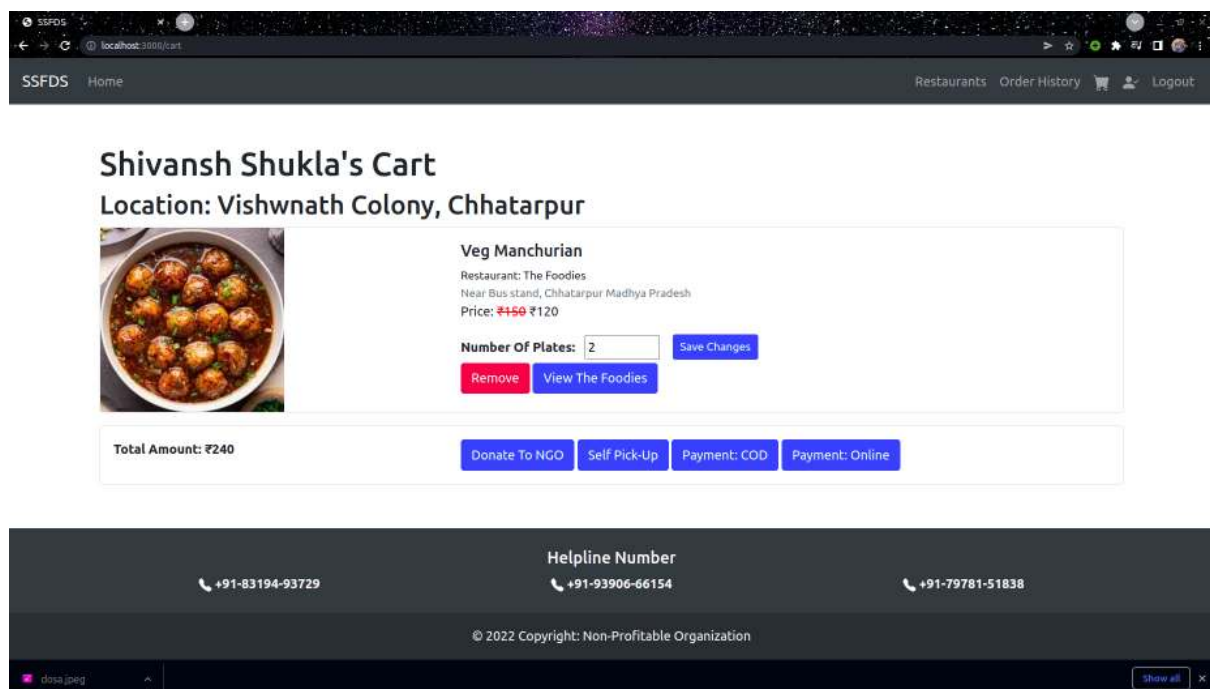 SSFDS
localhost:3000/cart
SSFDS Home Restaurants Order History Logout
Shivansh Shukla's Cart
Location: Vishwnath Colony, Chhatarpur
Veg Manchurian
Restaurant: The Foodies
Near Bus stand, Chhatarpur Madhya Pradesh
Price: ₹150 ₹120
Number Of Plates: 2 Save Changes
Remove View The Foodies
Total Amount: ₹240 Donate To NGO Self Pick-Up Payment: COD Payment: Online
Helpline Number
+91-83194-93729 +91-93906-66154 +91-79781-51838
© 2022 Copyright: Non-Profitable Organization
dosa.jpeg Show all